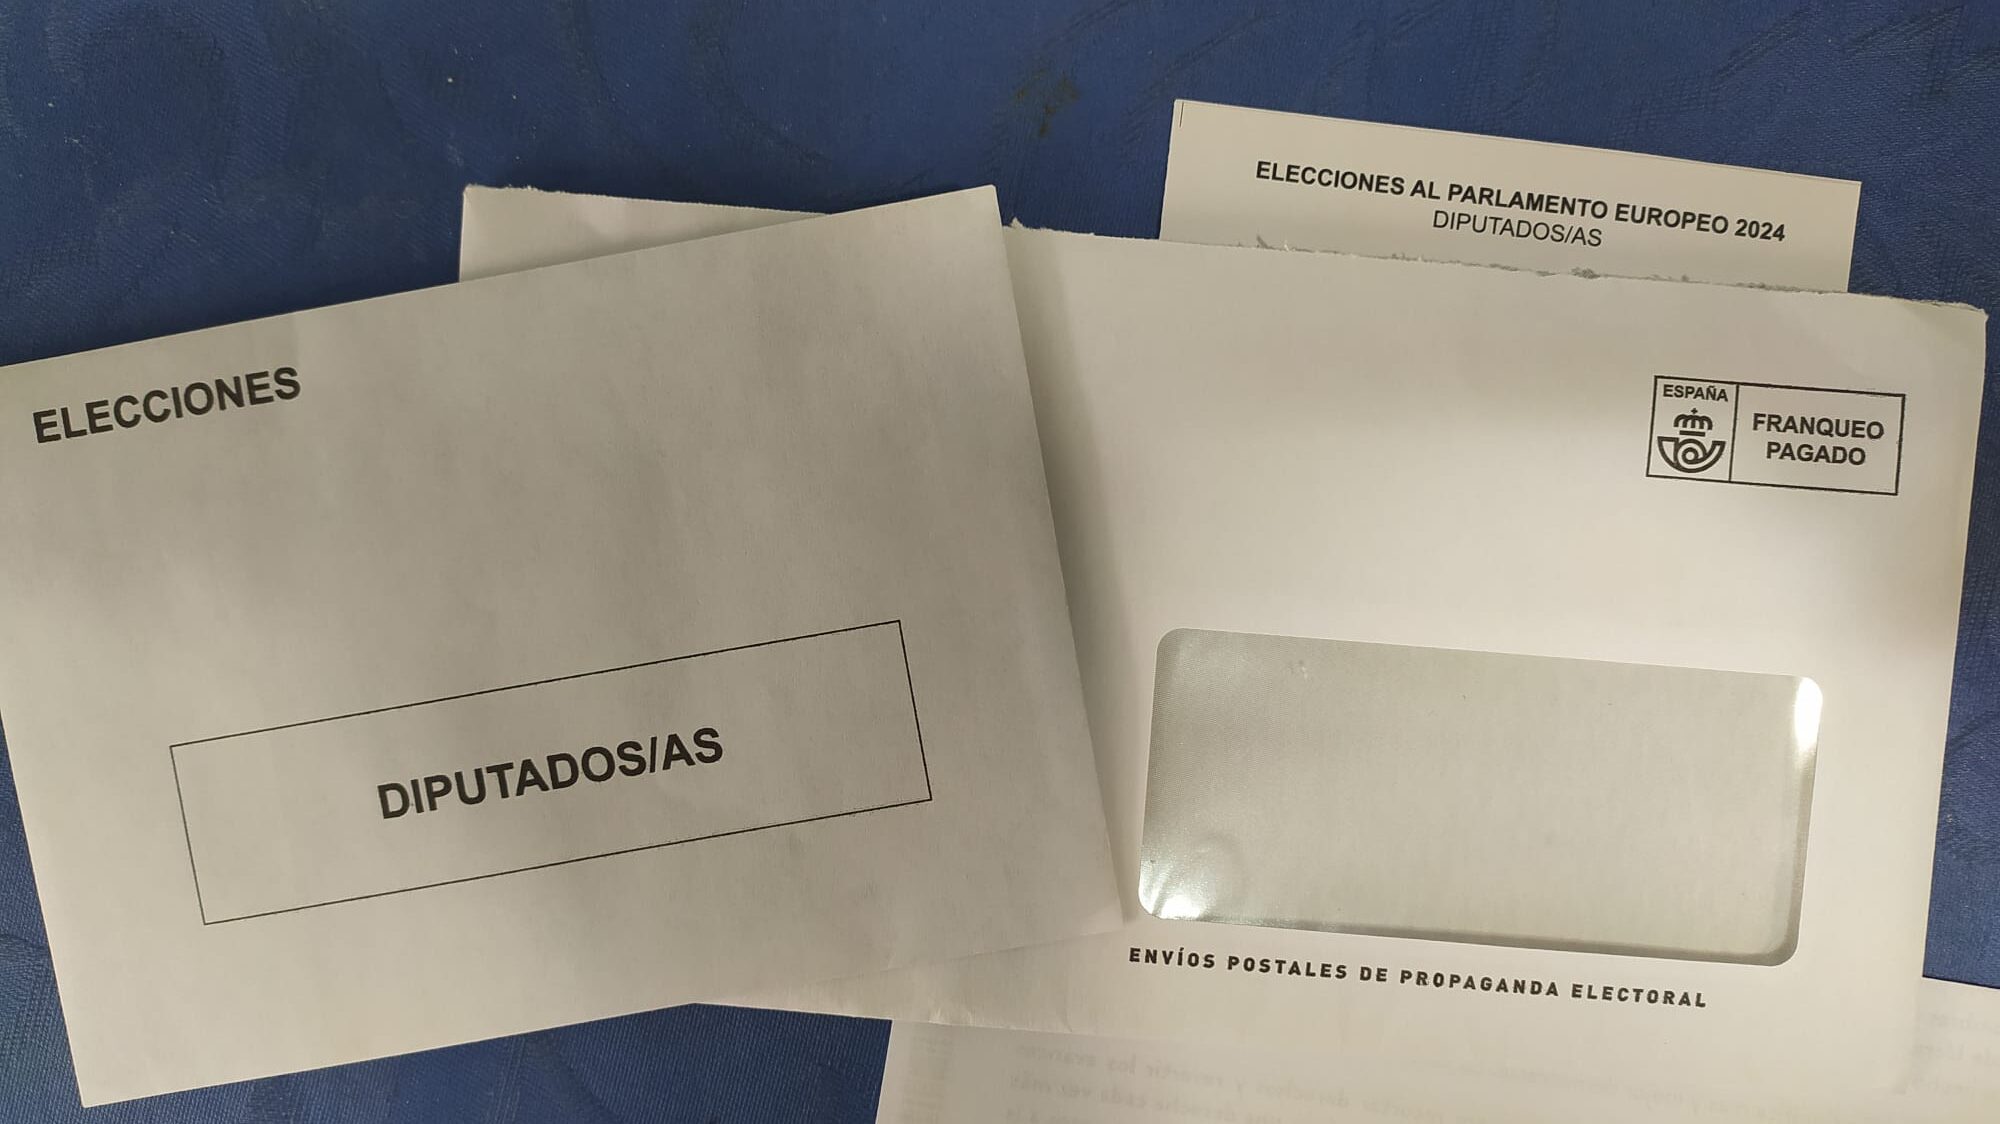 ELECCIONES AL PARLAMENTO EUROPEO 2024
DIPUTADOS/AS
ELECCIONES
DIPUTADOS/AS
ESPAÑA
FRANQUEO
PAGADO
ENVÍOS POSTALES DE PROPAGANDA ELECTORAL